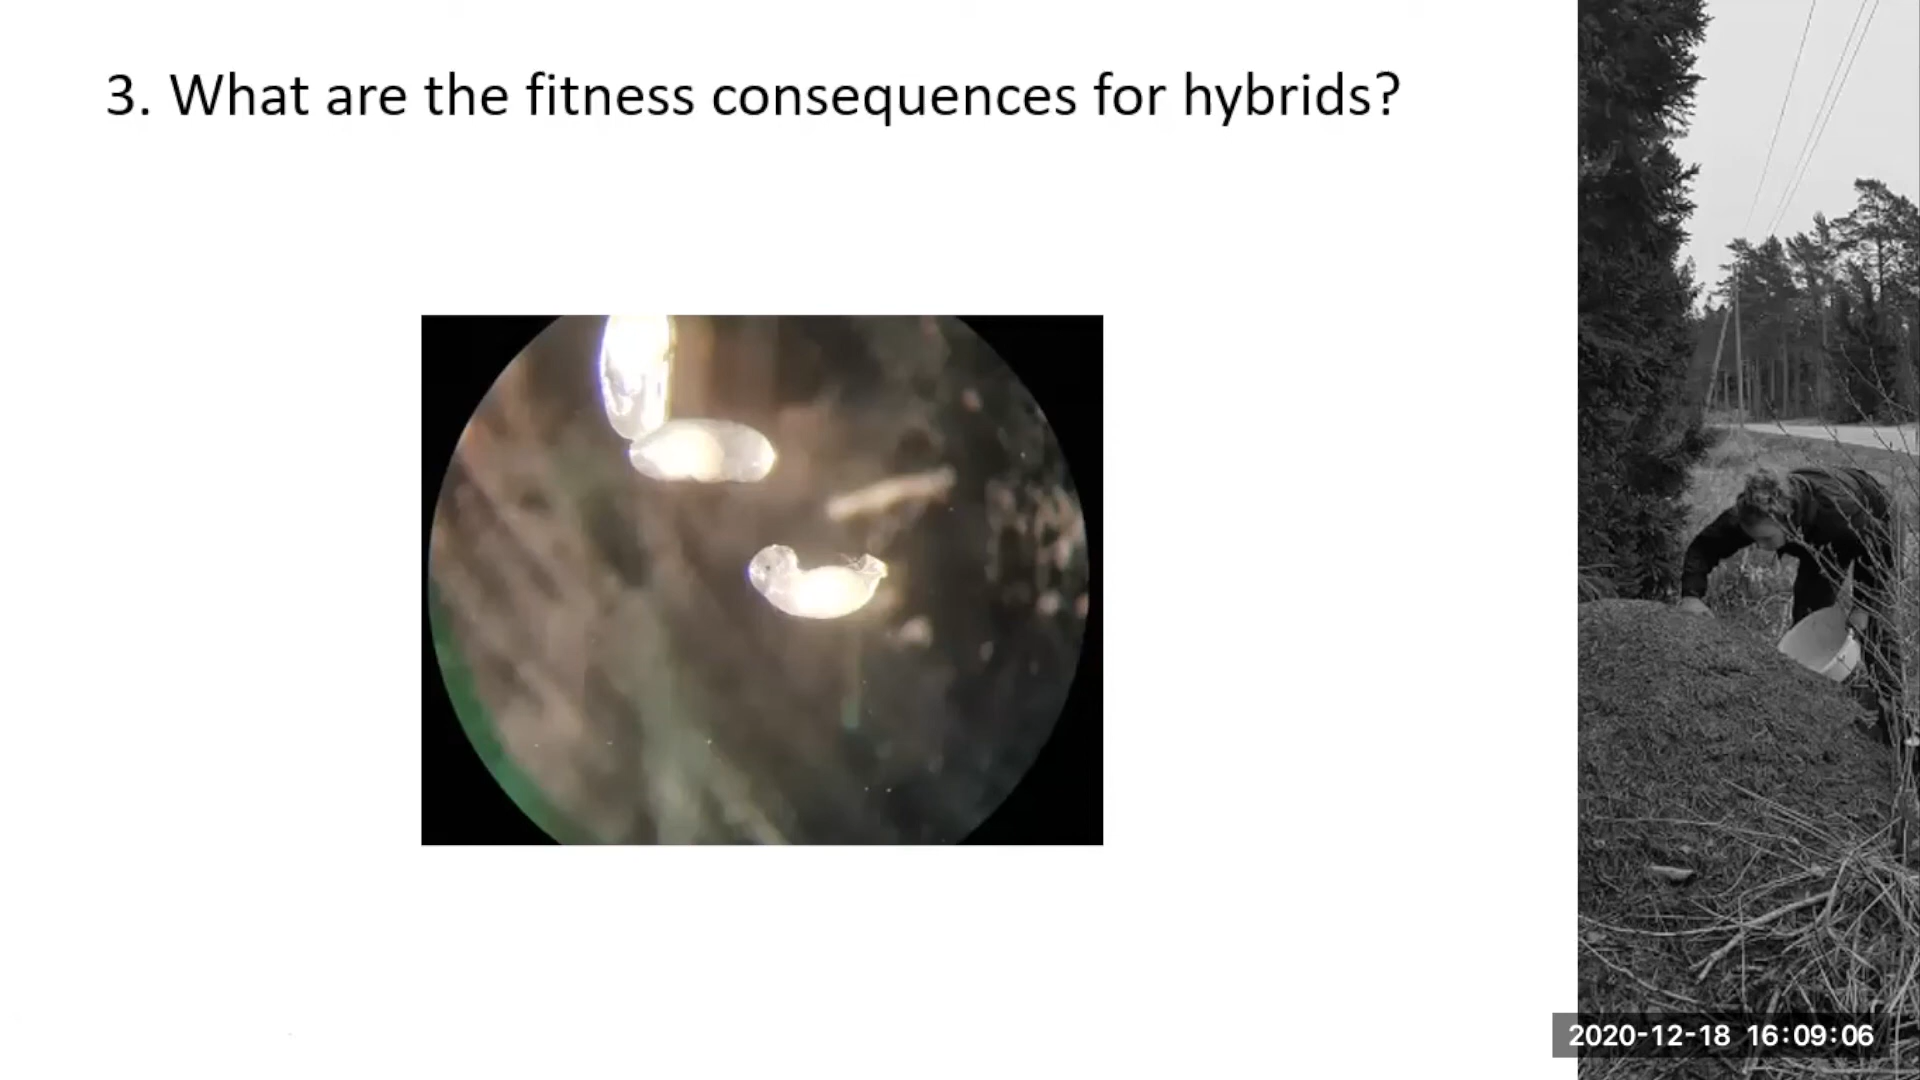 3. What are the fitness consequences for hybrids?
2020-12-18 16:09:06